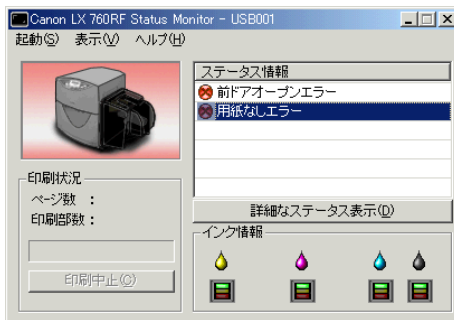 Canon LX 760RF Status Monitor - USB001
起動(S) 表示(V) ヘルプ(H)
ステータス情報
前ドアオープンエラー
用紙なしエラー
詳細なステータス表示(D)
印刷状況
ページ数 :
印刷部数 :
印刷中止(C)
インク情報